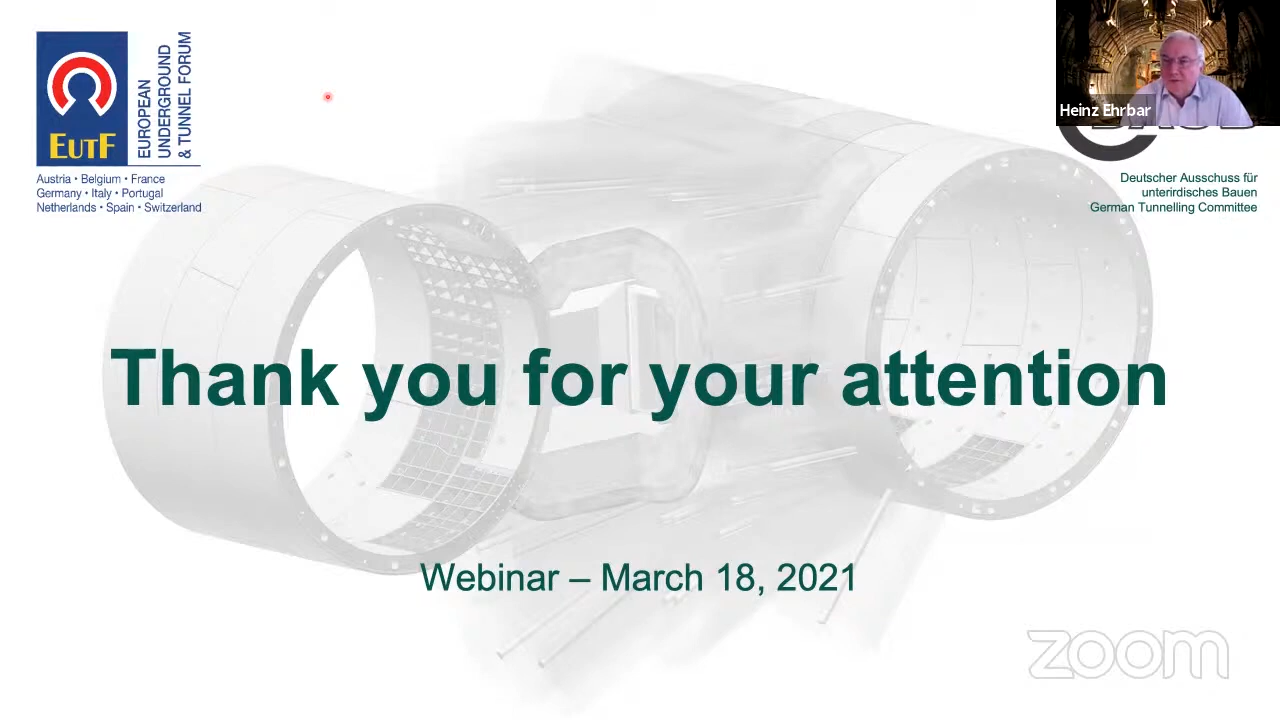 EUTF
EUROPEAN
UNDERGROUND
& TUNNEL FORUM
Austria • Belgium • France
Germany • Italy • Portugal
Netherlands • Spain • Switzerland
Heinz Ehrbar
Deutscher Ausschuss für
unterirdisches Bauen
German Tunnelling Committee
Thank you for your attention
Webinar – March 18, 2021
zoom